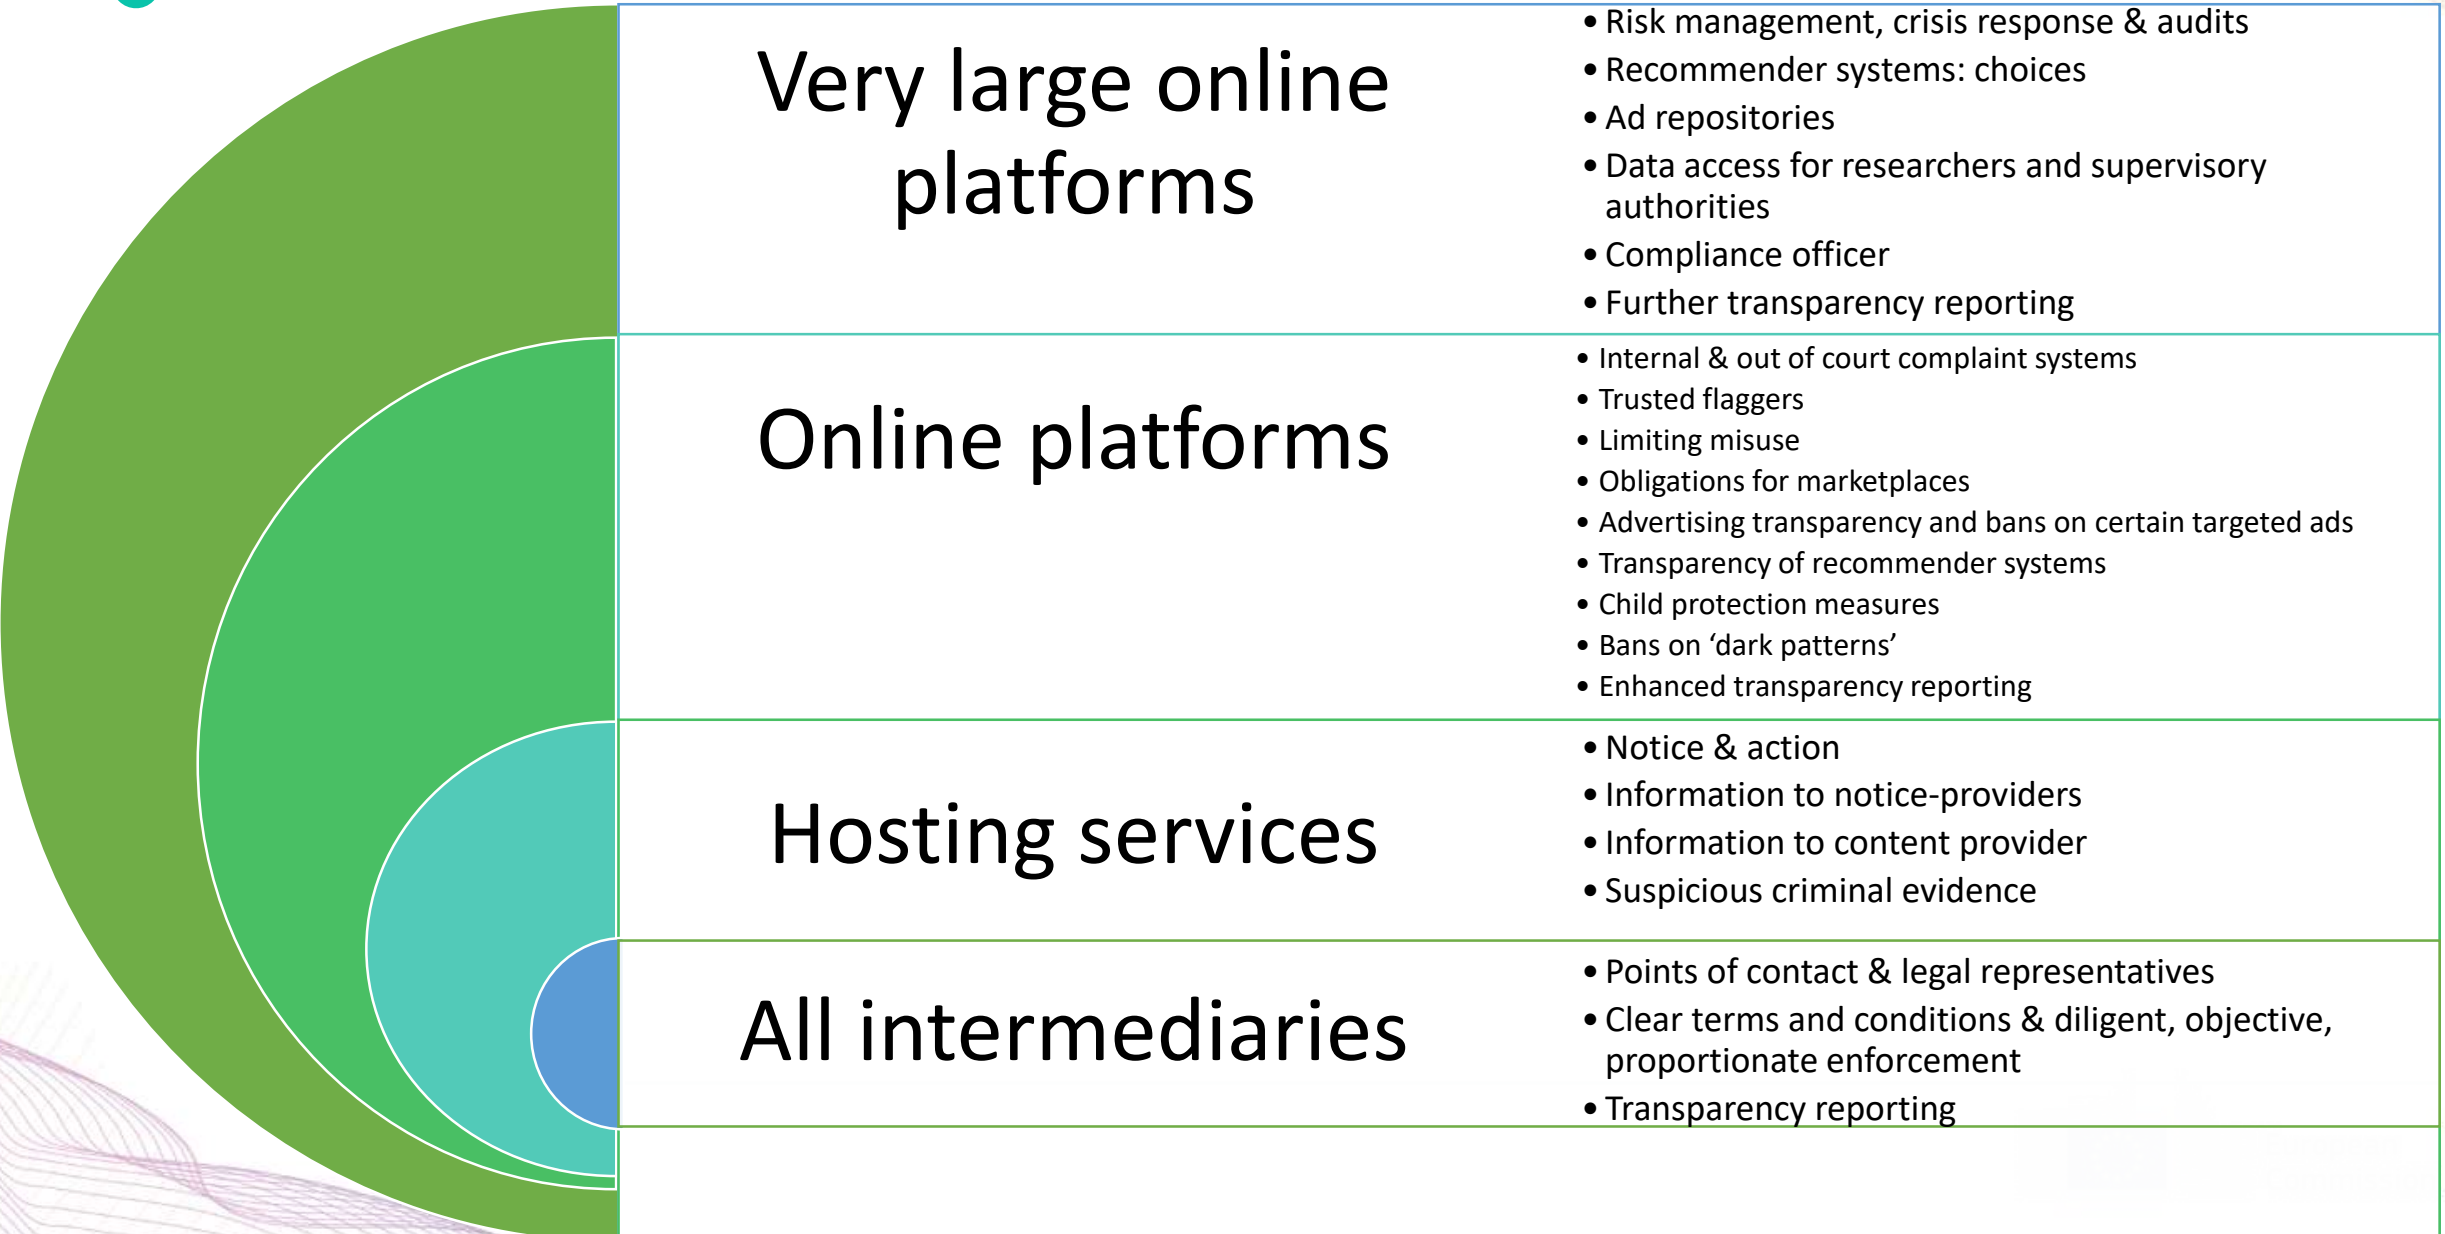 Very large online
platforms
• Risk management, crisis response & audits
• Recommender systems: choices
• Ad repositories
• Data access for researchers and supervisory
authorities
• Compliance officer
• Further transparency reporting
Online platforms
• Internal & out of court complaint systems
• Trusted flaggers
• Limiting misuse
• Obligations for marketplaces
• Advertising transparency and bans on certain targeted ads
• Transparency of recommender systems
• Child protection measures
• Bans on ‘dark patterns’
• Enhanced transparency reporting
Hosting services
• Notice & action
• Information to notice-providers
• Information to content provider
• Suspicious criminal evidence
All intermediaries
• Points of contact & legal representatives
• Clear terms and conditions & diligent, objective,
proportionate enforcement
• Transparency reporting